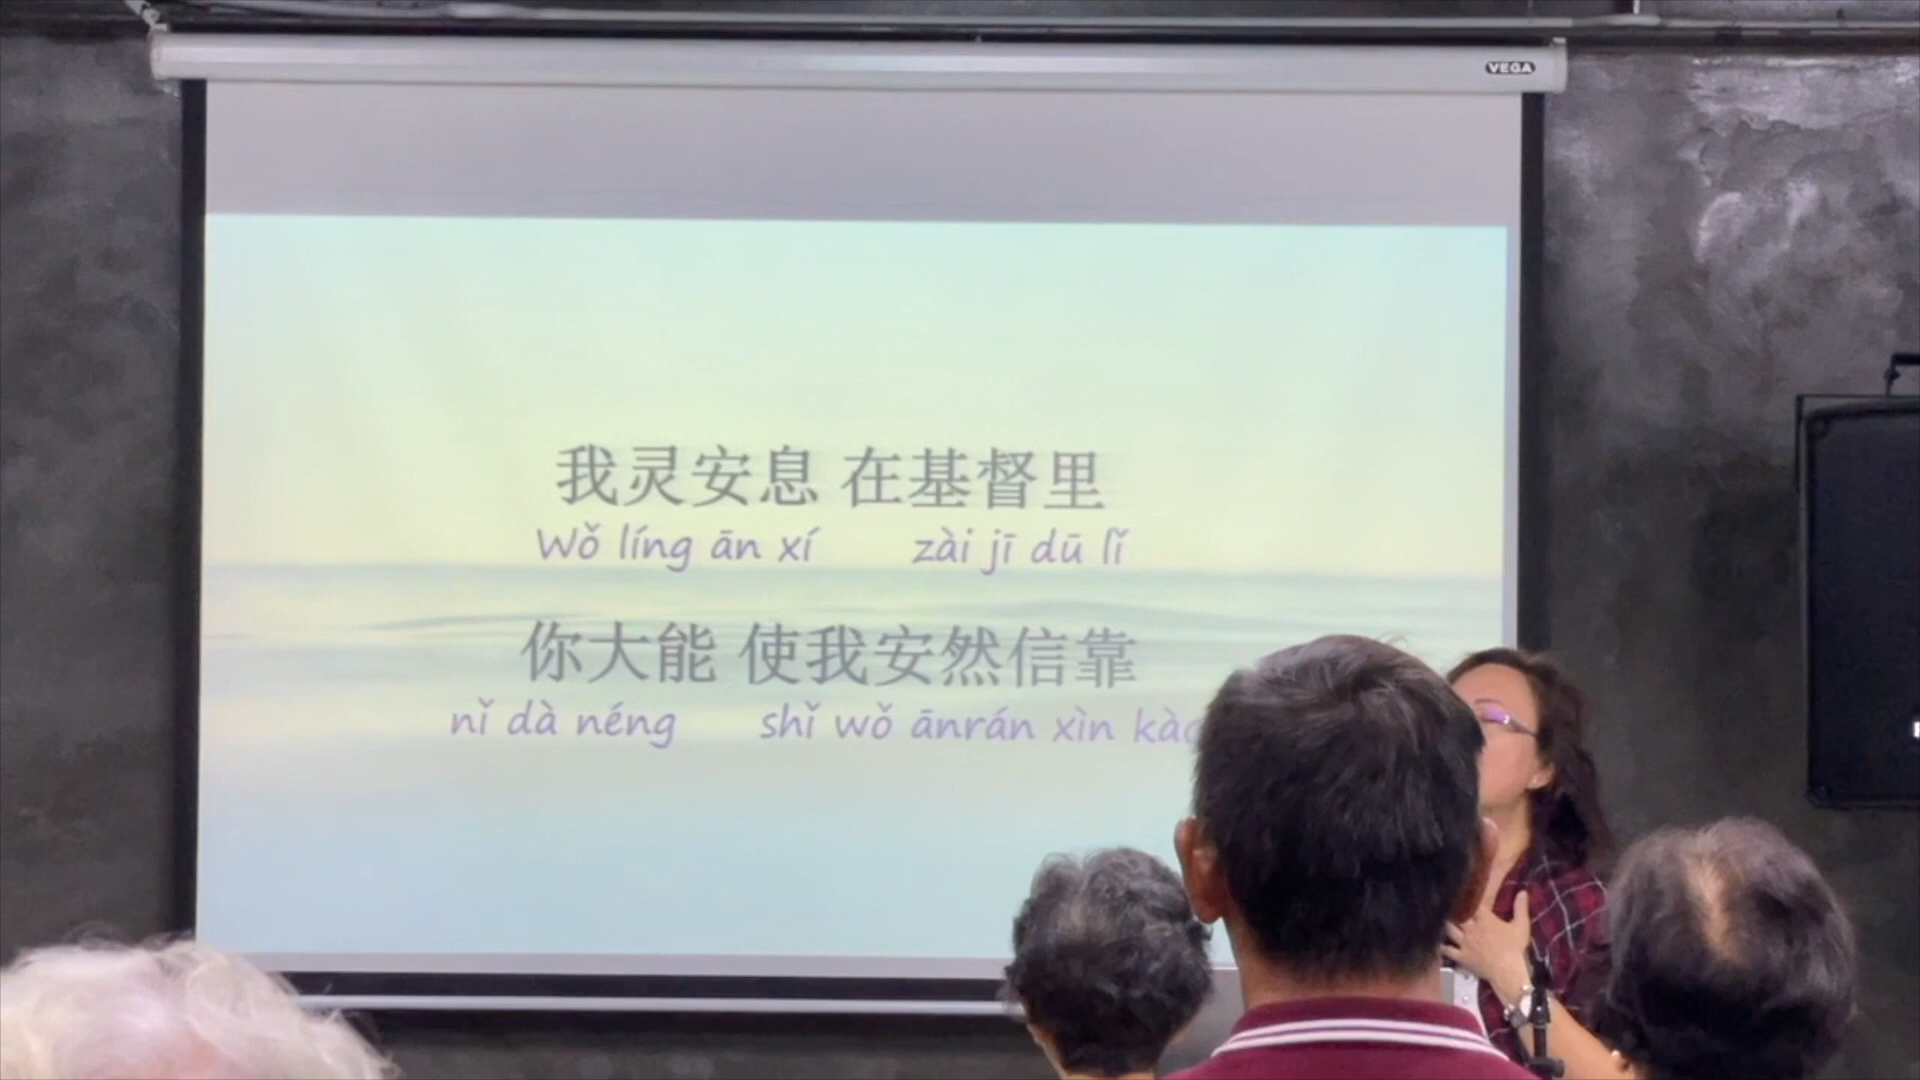 VEGA
我灵安息 在基督里
Wǒ líng ān xí zài jī dū lǐ
你大能 使我安然信靠
nǐ dà néng shǐ wǒ ānrán xìn